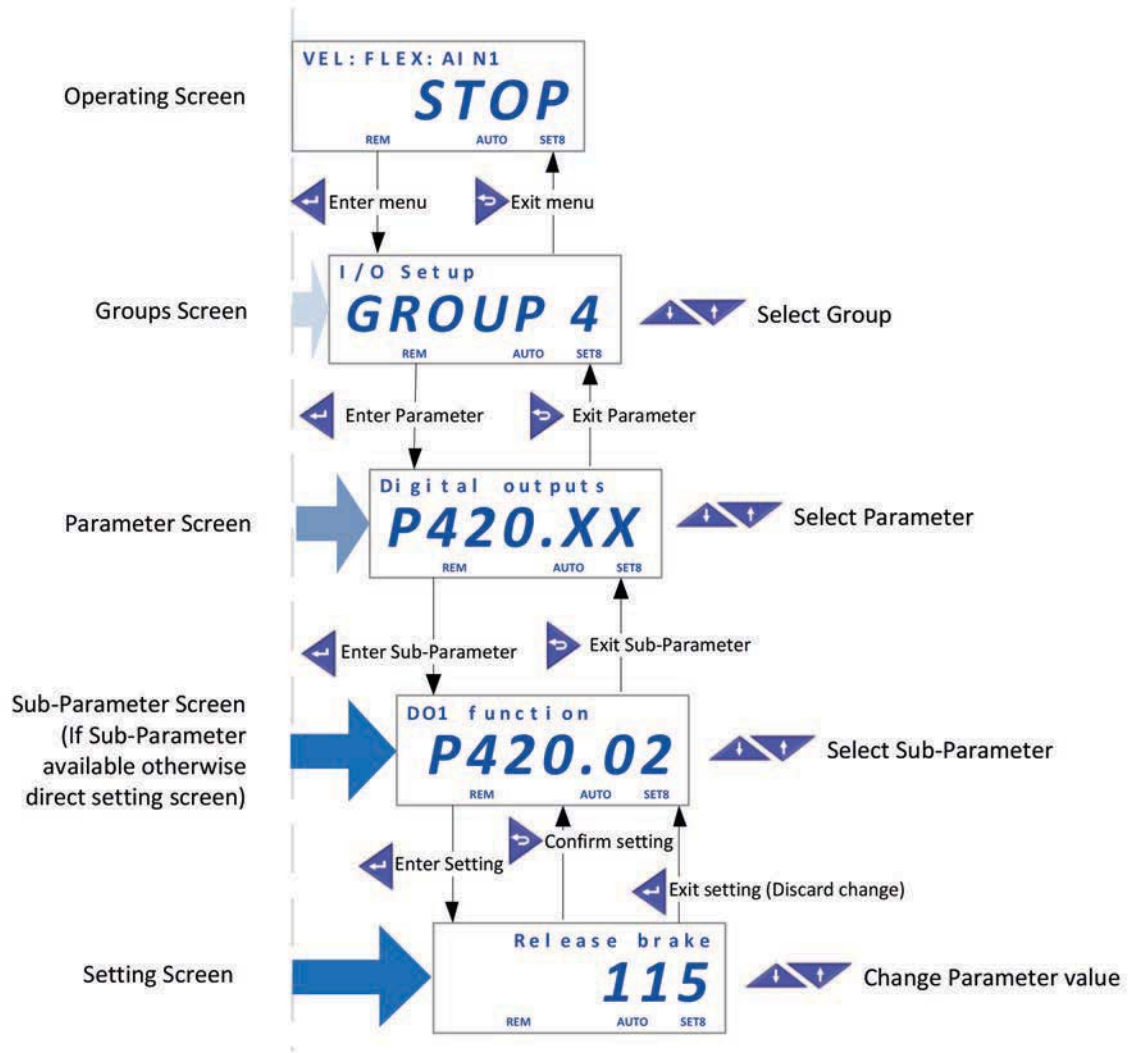 VEL: FLEX: AIN1
Operating Screen
STOP
REM AUTO SET8
Enter menu Exit menu
I/O Setup
Groups Screen
GROUP 4
Select Group
REM AUTO SET8
Enter Parameter Exit Parameter
Digital outputs
Parameter Screen
P420.XX
Select Parameter
REM AUTO SET8
Enter Sub-Parameter Exit Sub-Parameter
Sub-Parameter Screen
(If Sub-Parameter
available otherwise
direct setting screen)
DO1 function
P420.02
Select Sub-Parameter
REM AUTO SET8
Confirm setting
Enter Setting
Exit setting (Discard change)
Release brake
Setting Screen
115
Change Parameter value
REM AUTO SET8